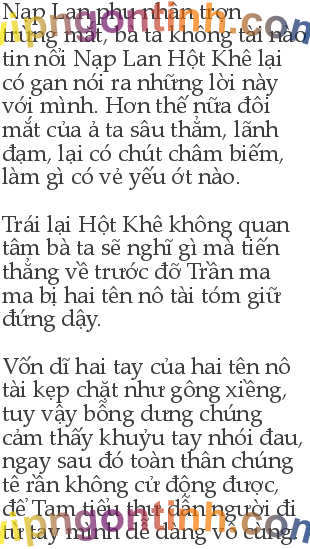 Nạp Lan phu nhân trợn
trừng mắt, bà ta không tài nào
tin nổi Nạp Lan Hột Khê lại
có gan nói ra những lời này
với mình. Hơn thế nữa đôi
mắt của ả ta sâu thẳm, lãnh
đạm, lại có chút châm biếm,
làm gì có vẻ yếu ớt nào.
Trái lại Hột Khê không quan
tâm bà ta sẽ nghĩ gì mà tiến
thẳng về trước đỡ Trần ma
ma bị hai tên nô tài tóm giữ
đứng dậy.
Vốn dĩ hai tay của hai tên nô
tài kẹp chặt như gông xiềng,
tuy vậy bỗng dưng chúng
cảm thấy khuỷu tay nhói đau,
ngay sau đó toàn thân chúng
tê rần không cử động được,
để Tam tiểu thư dẫn người đi
từ tay mình dễ dàng vô cùng.
vipngontinh.com
vipngontinh.com